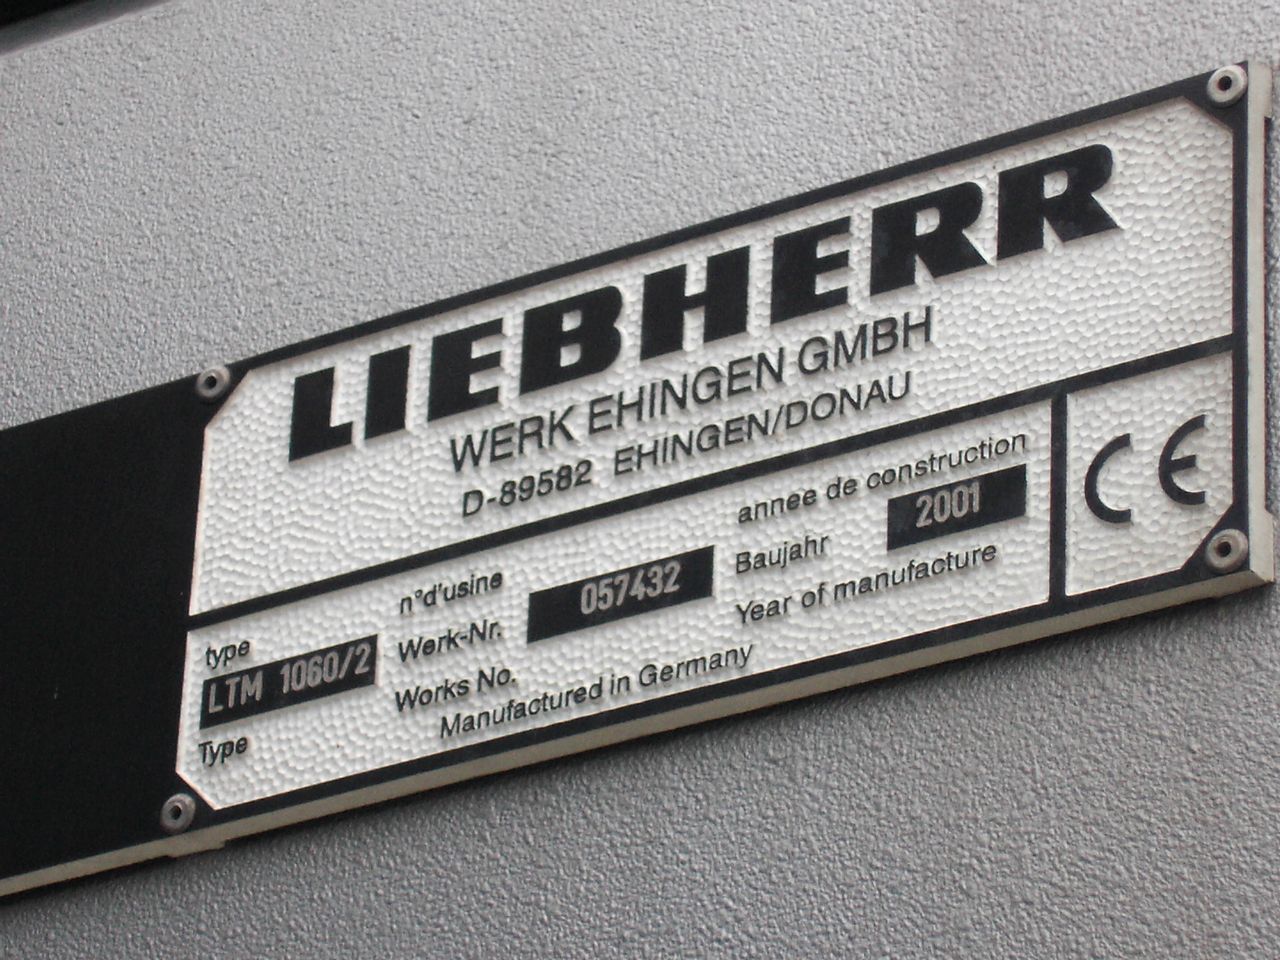 LIEBHERR
WERK EHINGEN GMBH
D-89582 EHINGEN/DONAU
type
LTM 1060/2
Type
n°d'usine
Werk-Nr.
Works No.
057432
annee de construction
Baujahr
2001
Year of manufacture
Manufactured in Germany
CE